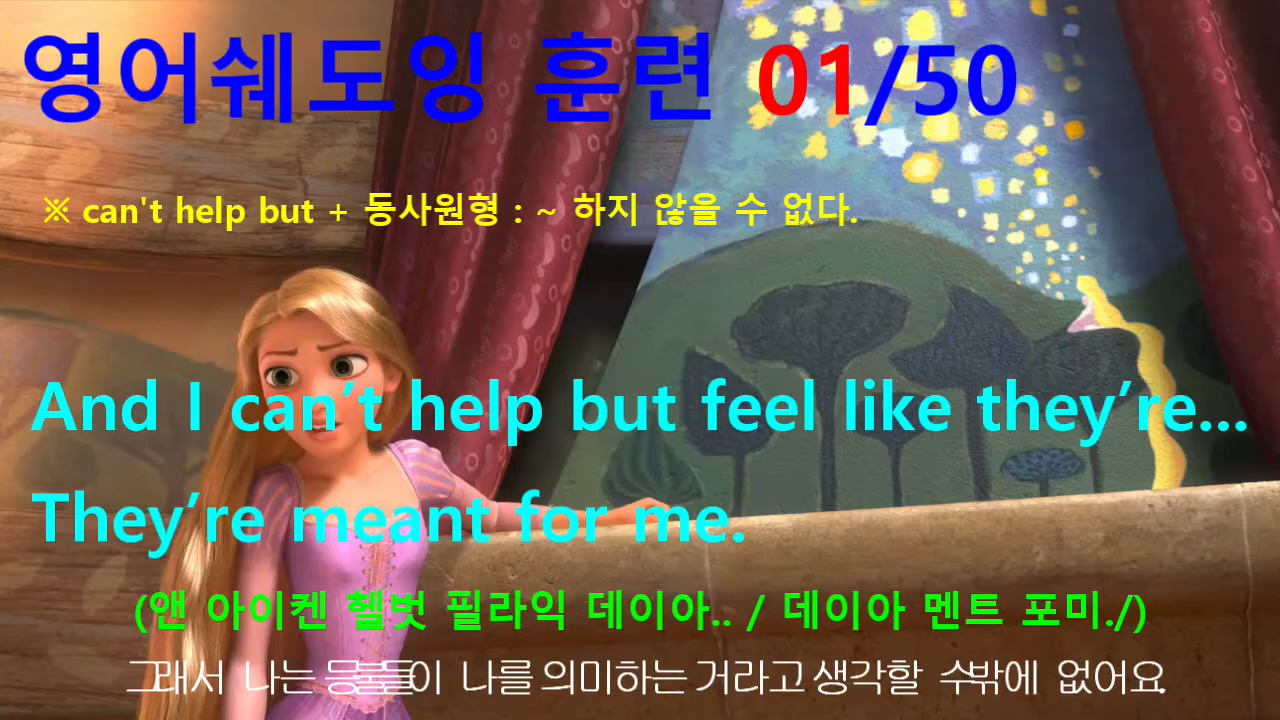 영어쉐도잉 훈련 01/50
※ can't help but + 동사원형 : ~ 하지 않을 수 없다.
And I can’t help but feel like they’re...
They’re meant for me.
(앤 아이켄 헬벗 필라익 데이아.. / 데이아 멘트 포미./)
그래서 나는 등불들이 나를 의미하는 거라고 생각할 수밖에 없어요.